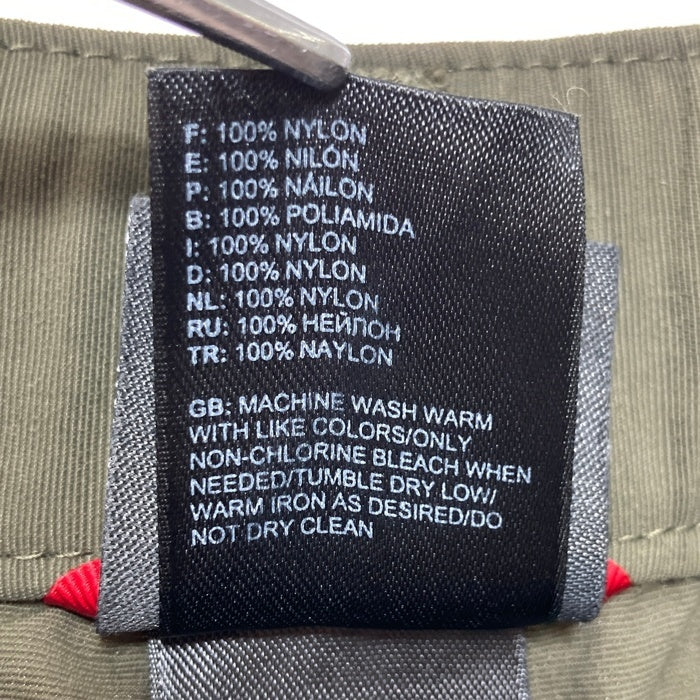 F: 100% NYLON
E: 100% NILÓN
P: 100% NÁILON
B: 100% POLIAMIDA
I: 100% NYLON
D: 100% NYLON
NL: 100% NYLON
RU: 100% НЕЙЛОН
TR: 100% NAYLON
GB: MACHINE WASH WARM
WITH LIKE COLORS/ONLY
NON-CHLORINE BLEACH WHEN
NEEDED/TUMBLE DRY LOW/
WARM IRON AS DESIRED/DO
NOT DRY CLEAN